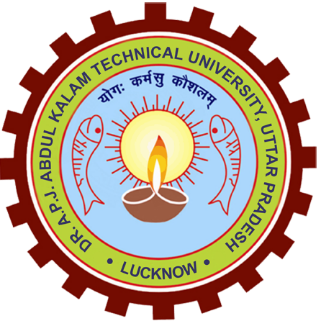 DR. A.P.J. ABDUL KALAM TECHNICAL UNIVERSITY, UTTAR PRADESH
योगः कर्मसु कौशलम्
• LUCKNOW •